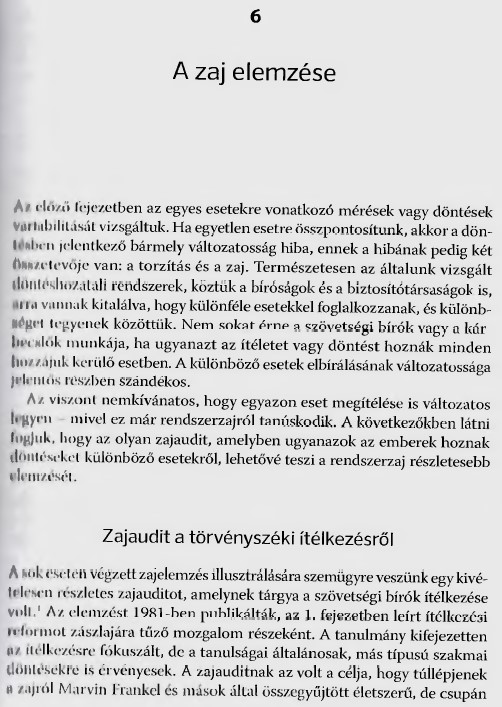 6
A zaj elemzése
Az előző fejezetben az egyes esetekre vonatkozó mérések vagy döntések
variabilitását vizsgáltuk. Ha egyetlen esetre összpontosítunk, akkor a dön-
tésben jelentkező bármely változatosság hiba, ennek a hibának pedig két
összetevője van: a torzítás és a zaj. Természetesen az általunk vizsgált
döntéshozatali rendszerek, köztük a bíróságok és a biztosítótársaságok is,
arra vannak kitalálva, hogy különféle esetekkel foglalkozzanak, és különb-
séget tegyenek közöttük. Nem sokat érne a szövetségi bírók vagy a kár-
becslők munkája, ha ugyanazt az ítéletet vagy döntést hoznák minden
hozzájuk kerülő esetben. A különböző esetek elbírálásának változatossága
jelentős részben szándékos.
Az viszont nemkívánatos, hogy egyazon eset megítélése is változatos
legyen – mivel ez már rendszerzajról tanúskodik. A következőkben látni
fogjuk, hogy az olyan zajaudit, amelyben ugyanazok az emberek hoznak
döntéseket különböző esetekről, lehetővé teszi a rendszerzaj részletesebb
elemzését.
Zajaudit a törvényszéki ítélkezésről
A sok eseten végzett zajelemzés illusztrálására szemügyre veszünk egy kivé-
telesen részletes zajauditot, amelynek tárgya a szövetségi bírók ítélkezése
volt.¹ Az elemzést 1981-ben publikálták, az 1. fejezetben leírt ítélkezési
reformot zászlajára tűző mozgalom részeként. A tanulmány kifejezetten
az ítélkezésre fókuszált, de a tanulságai általánosak, más típusú szakmai
döntésekre is érvényesek. A zajauditnak az volt a célja, hogy túllépjenek
a zajról Marvin Frankel és mások által összegyűjtött életszerű, de csupán